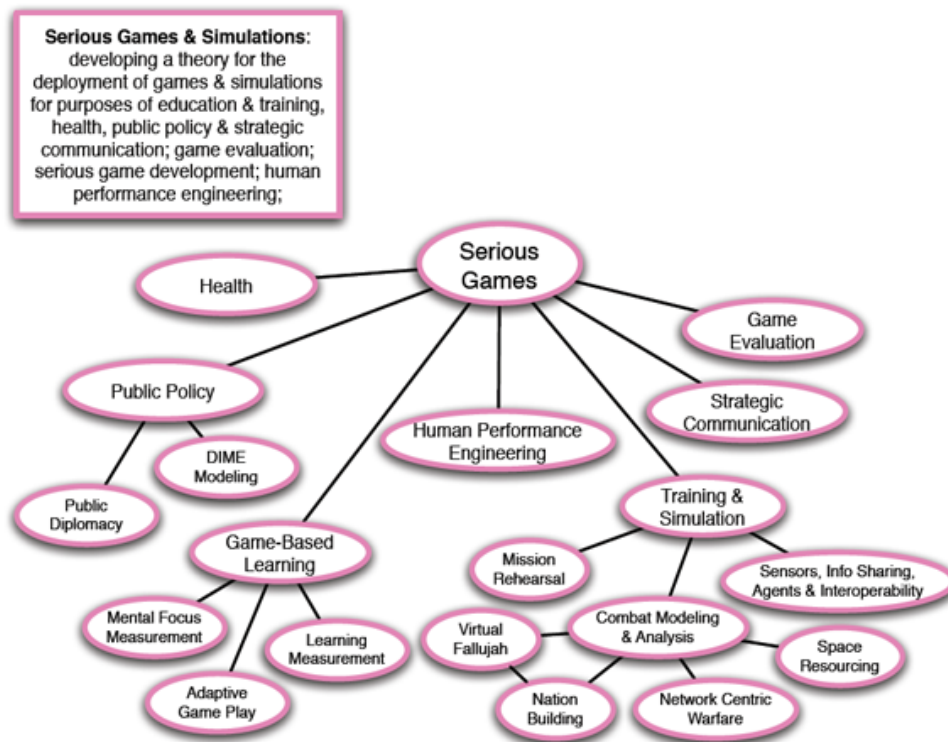 Serious Games & Simulations:
developing a theory for the
deployment of games & simulations
for purposes of education & training,
health, public policy & strategic
communication; game evaluation;
serious game development; human
performance engineering;
Serious
Games
Health
Game
Evaluation
Public Policy
Strategic
Communication
Human Performance
Engineering
DIME
Modeling
Public
Diplomacy
Training &
Simulation
Game-Based
Learning
Mission
Rehearsal
Sensors, Info Sharing,
Agents & Interoperability
Mental Focus
Measurement
Learning
Measurement
Virtual
Fallujah
Combat Modeling
& Analysis
Space
Resourcing
Adaptive
Game Play
Nation
Building
Network Centric
Warfare